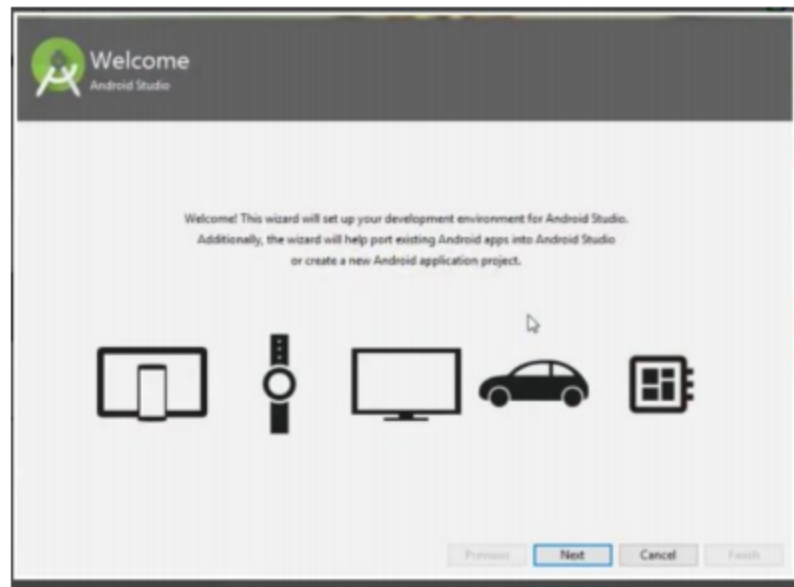 Welcome
Android Studio
Welcome! This wizard will set up your development environment for Android Studio.
Additionally, the wizard will help port existing Android apps into Android Studio
or create a new Android application project.
Previous
Next
Cancel
Finish